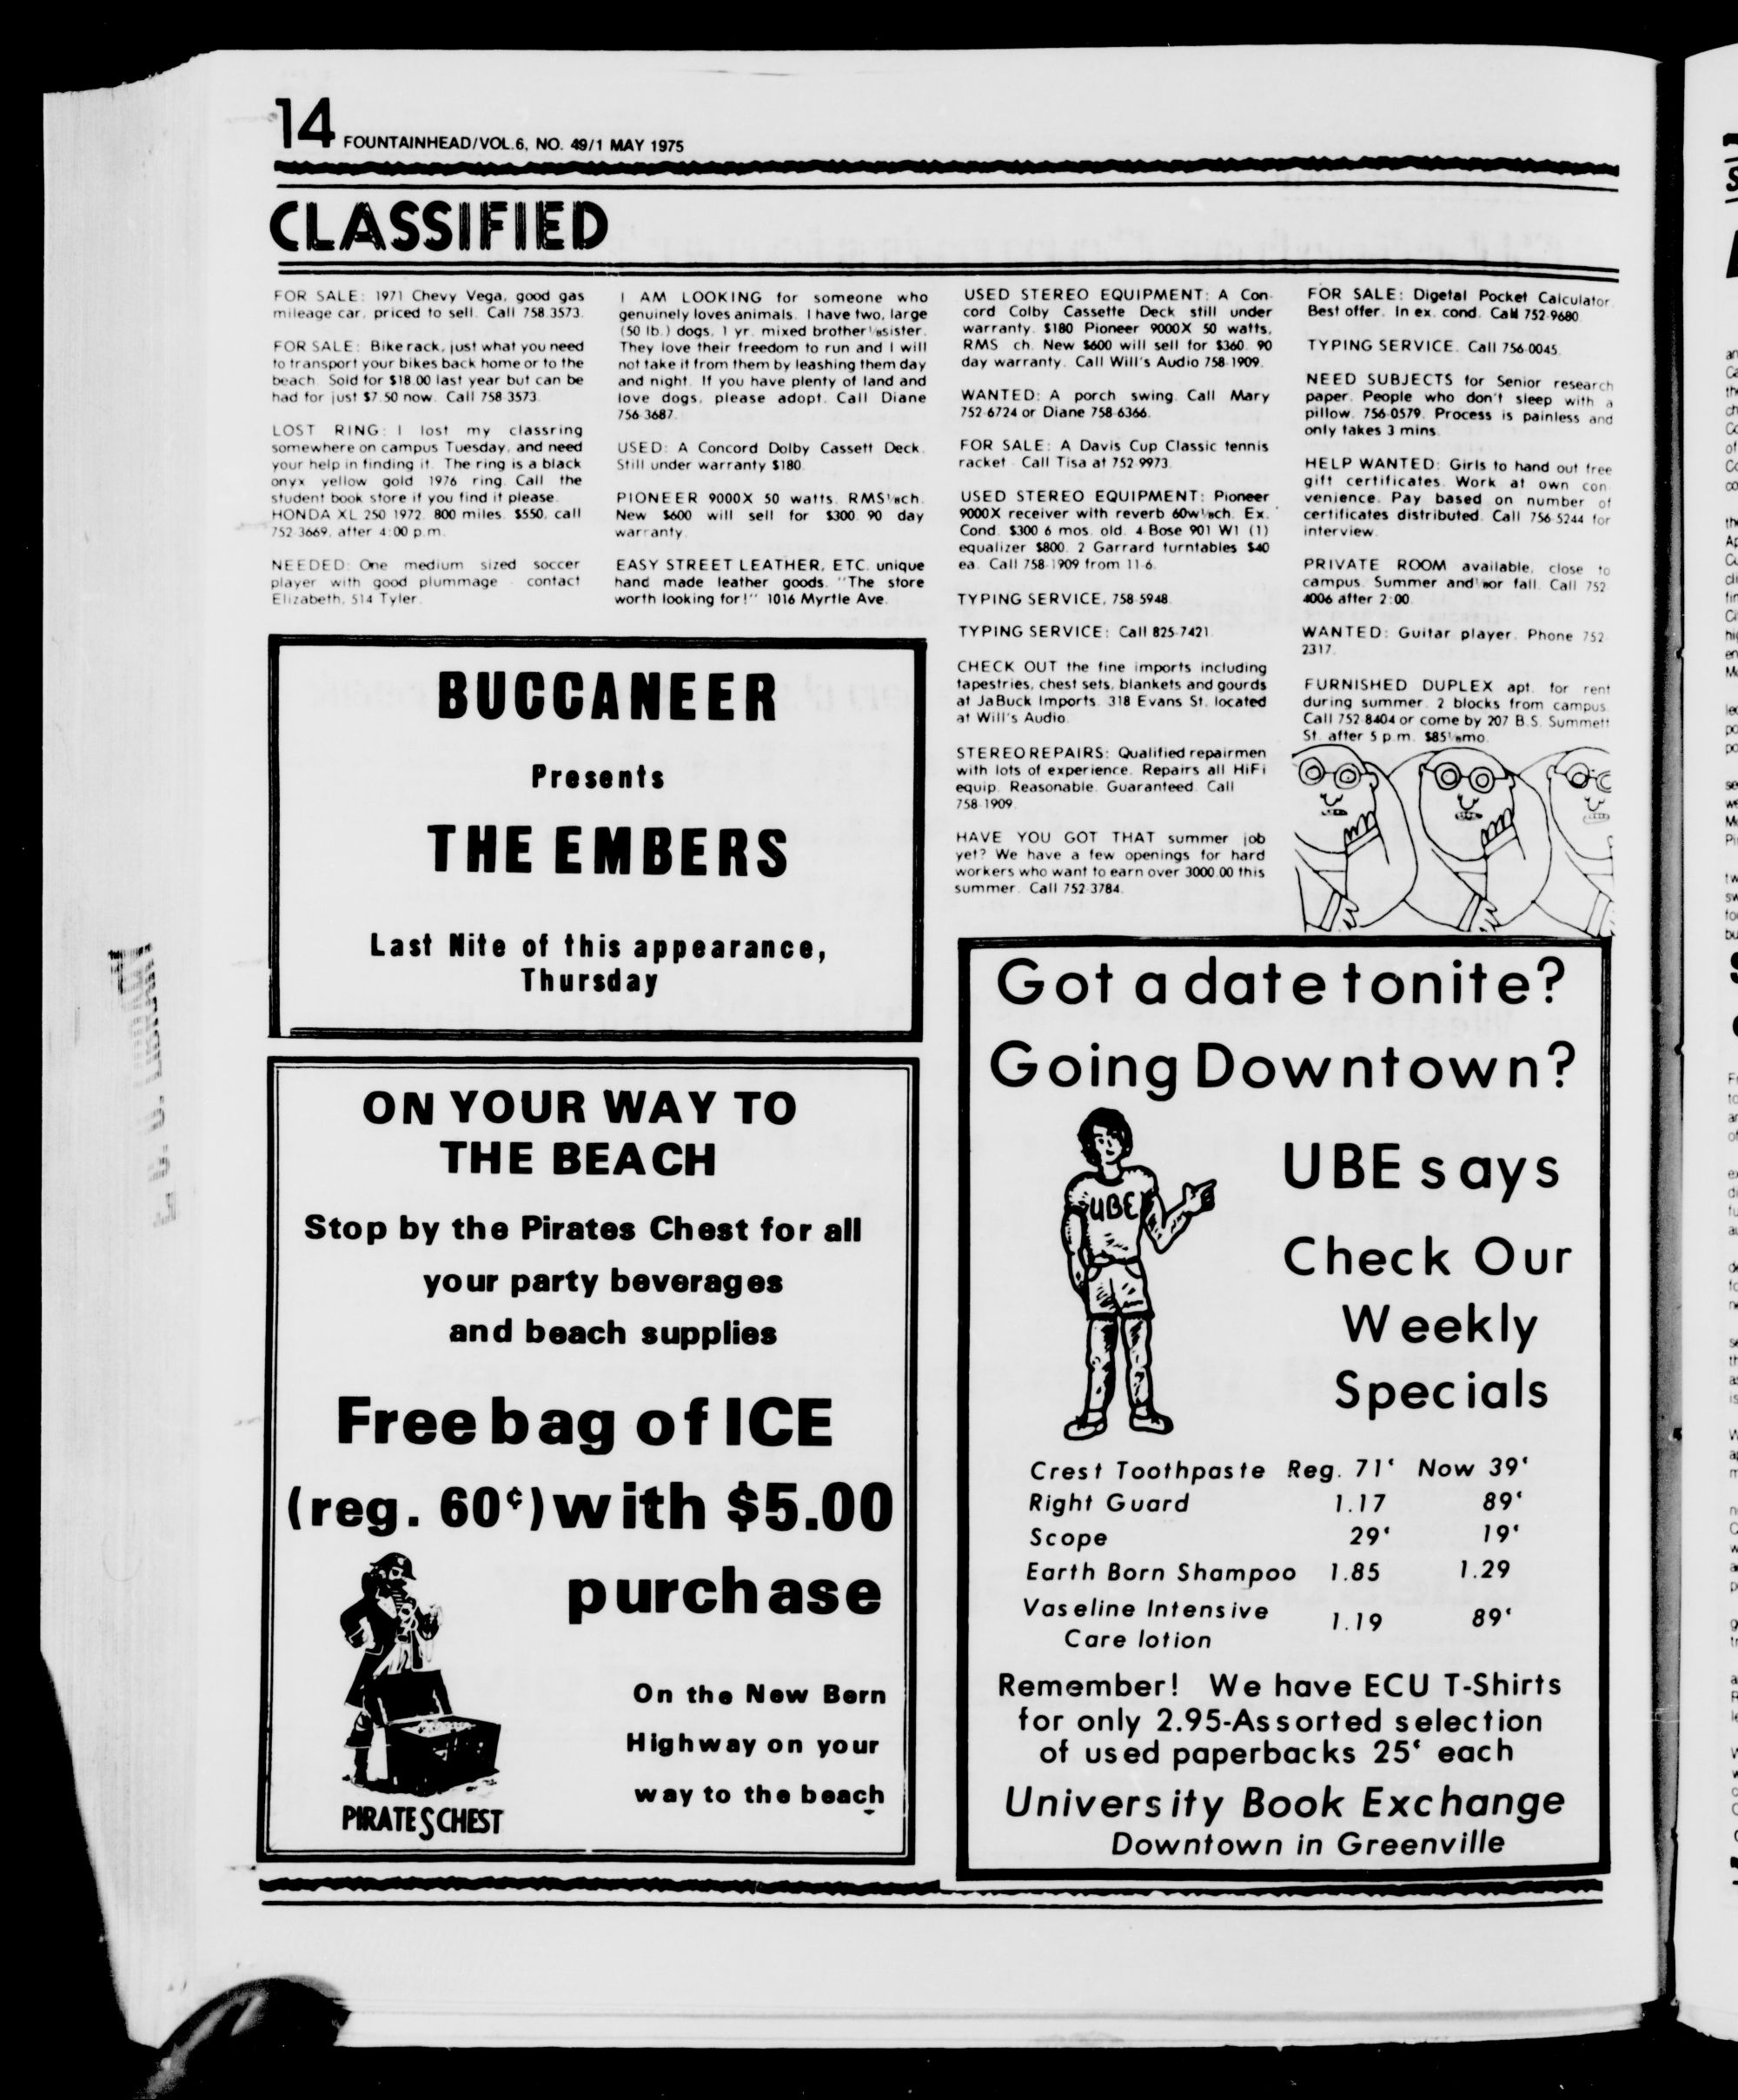 14 FOUNTAINHEAD/VOL.6, NO. 49/1 MAY 1975
CLASSIFIED
FOR SALE: 1971 Chevy Vega, good gas
mileage car, priced to sell. Call 758-3573.
FOR SALE: Bike rack, just what you need
to transport your bikes back home or to the
beach. Sold for $18.00 last year but can be
had for just $7.50 now. Call 758-3573.
LOST RING: I lost my classring
somewhere on campus Tuesday, and need
your help in finding it. The ring is a black
onyx yellow gold 1976 ring. Call the
student book store if you find it please.
HONDA XL 250 1972. 800 miles. $550, call
752-3669, after 4:00 p.m.
NEEDED: One medium sized soccer
player with good plummage - contact
Elizabeth, 514 Tyler.
I AM LOOKING for someone who
genuinely loves animals. I have two, large
(50 lb.) dogs, 1 yr. mixed brother sister.
They love their freedom to run and I will
not take it from them by leashing them day
and night. If you have plenty of land and
love dogs, please adopt. Call Diane
756-3687.
USED: A Concord Dolby Cassett Deck.
Still under warranty $180.
PIONEER 9000X 50 watts. RMS ch.
New $600 will sell for $300. 90 day
warranty.
EASY STREET LEATHER, ETC. unique
hand made leather goods. "The store
worth looking for!" 1016 Myrtle Ave.
USED STEREO EQUIPMENT: A Con-
cord Colby Cassette Deck still under
warranty. $180 Pioneer 9000X 50 watts,
RMS ch. New $600 will sell for $360. 90
day warranty. Call Will's Audio 758-1909.
WANTED: A porch swing. Call Mary
752-6724 or Diane 758-6366.
FOR SALE: A Davis Cup Classic tennis
racket - Call Tisa at 752-9973.
USED STEREO EQUIPMENT: Pioneer
9000X receiver with reverb 60w ch. Ex.
Cond. $300 6 mos. old. 4-Bose 901 W1 (1)
equalizer $800. 2 Garrard turntables $40
ea. Call 758-1909 from 11-6.
TYPING SERVICE, 758-5948.
TYPING SERVICE: Call 825-7421.
CHECK OUT the fine imports including
tapestries, chest sets, blankets and gourds
at JaBuck Imports. 318 Evans St. located
at Will's Audio.
STEREO REPAIRS: Qualified repairmen
with lots of experience. Repairs all HiFi
equip. Reasonable. Guaranteed. Call
758-1909.
HAVE YOU GOT THAT summer job
yet? We have a few openings for hard
workers who want to earn over 3000.00 this
summer. Call 752-3784.
FOR SALE: Digetal Pocket Calculator.
Best offer. In ex. cond. Call 752-9680.
TYPING SERVICE. Call 756-0045.
NEED SUBJECTS for Senior research
paper. People who don't sleep with a
pillow. 756-0579. Process is painless and
only takes 3 mins.
HELP WANTED: Girls to hand out free
gift certificates. Work at own con-
venience. Pay based on number of
certificates distributed. Call 756-5244 for
interview.
PRIVATE ROOM available, close to
campus. Summer and or fall. Call 752-
4006 after 2:00.
WANTED: Guitar player. Phone 752-
2317.
FURNISHED DUPLEX apt. for rent
during summer. 2 blocks from campus.
Call 752-8404 or come by 207 B.S. Summett
St. after 5 p.m. $85 mo.
BUCCANEER
Presents
THE EMBERS
Last Nite of this appearance,
Thursday
ON YOUR WAY TO
THE BEACH
Stop by the Pirates Chest for all
your party beverages
and beach supplies
Free bag of ICE
(reg. 60¢) with $5.00
purchase
On the New Bern
Highway on your
way to the beach
PIRATES CHEST
Got a date tonite?
Going Downtown?
UBE
UBE says
Check Our
Weekly
Specials
Crest Toothpaste Reg. 71¢ Now 39¢
Right Guard 1.17 89¢
Scope 29¢ 19¢
Earth Born Shampoo 1.85 1.29
Vaseline Intensive
Care lotion 1.19 89¢
Remember! We have ECU T-Shirts
for only 2.95-Assorted selection
of used paperbacks 25¢ each
University Book Exchange
Downtown in Greenville
E. C. U. LIBRARY